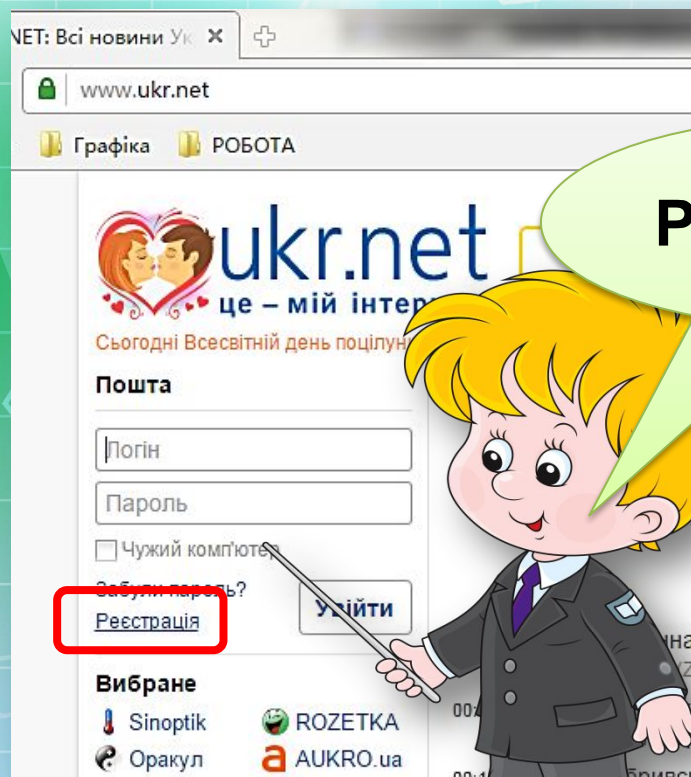 NET: Всі новини Ук
www.ukr.net
Графіка РОБОТА
ukr.net
це – мій інтер
Сьогодні Всесвітній день поцілун
Пошта
Логін
Пароль
Чужий комп'ютер
Забули пароль?
Увійти
Реєстрація
Вибране
Sinoptik ROZETKA
Оракул AUKRO.ua
Р